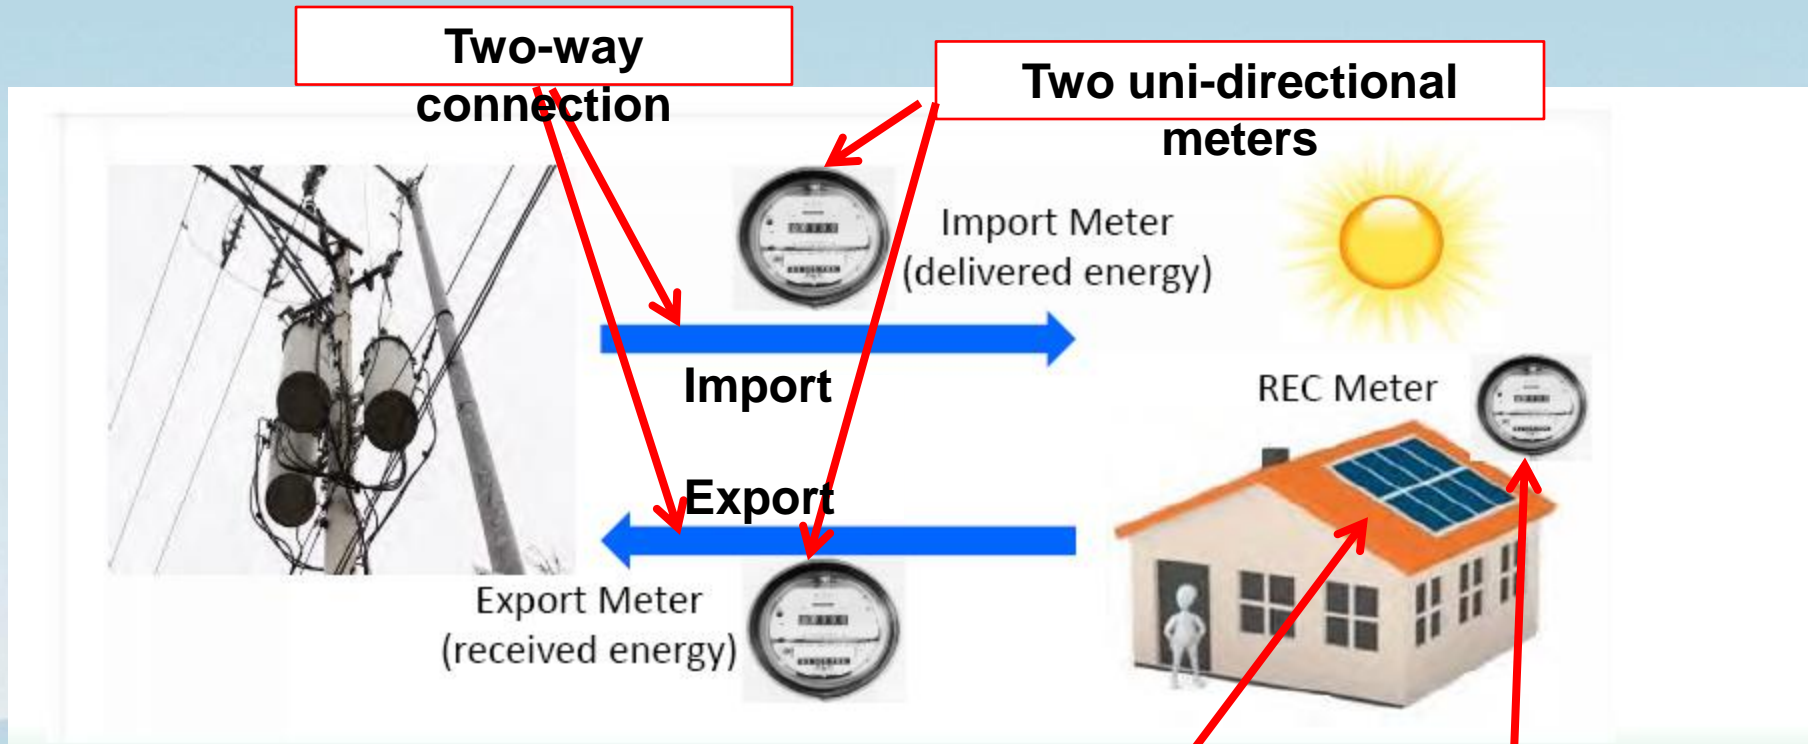 Two-way
connection
Two uni-directional
meters
Import Meter
(delivered energy)
Import
REC Meter
Export
Export Meter
(received energy)